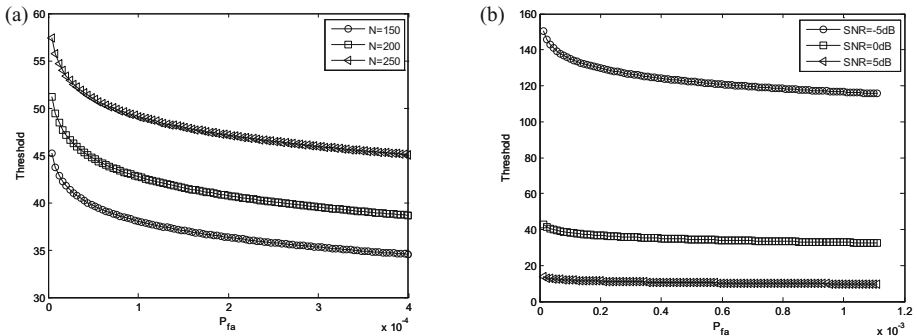 (a)
60
55
50
45
40
35
30
Threshold
0 1 2 3 4
x 10⁻⁴
P_fa
N=150
N=200
N=250
(b)
160
140
120
100
80
60
40
20
0
Threshold
0 0.2 0.4 0.6 0.8 1 1.2
x 10⁻³
P_fa
SNR=-5dB
SNR=0dB
SNR=5dB